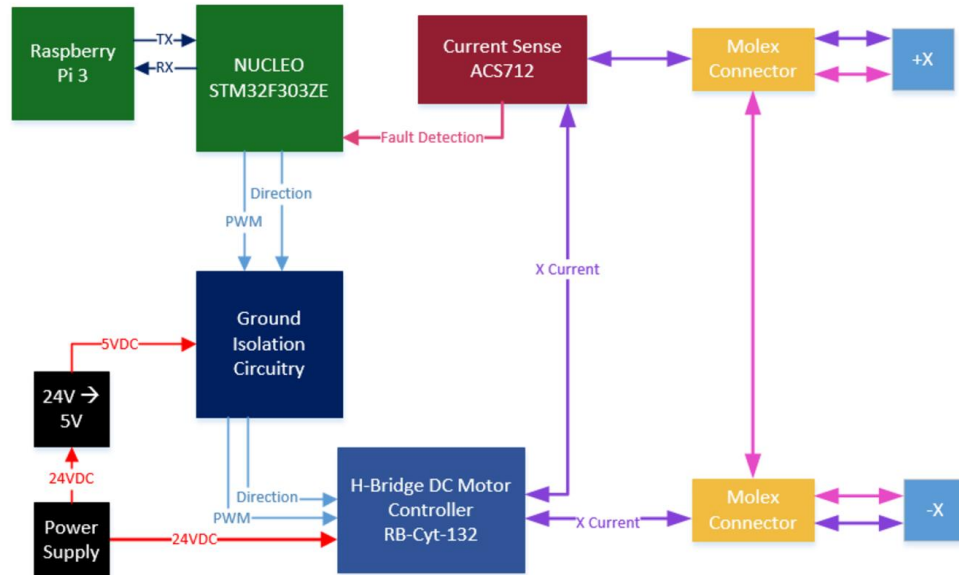 Raspberry
Pi 3
TX
RX
NUCLEO
STM32F303ZE
Current Sense
ACS712
Molex
Connector
+X
Fault Detection
Direction
PWM
X Current
Ground
Isolation
Circuitry
5VDC
24V →
5V
24VDC
Power
Supply
24VDC
Direction
PWM
H-Bridge DC Motor
Controller
RB-Cyt-132
X Current
Molex
Connector
-X